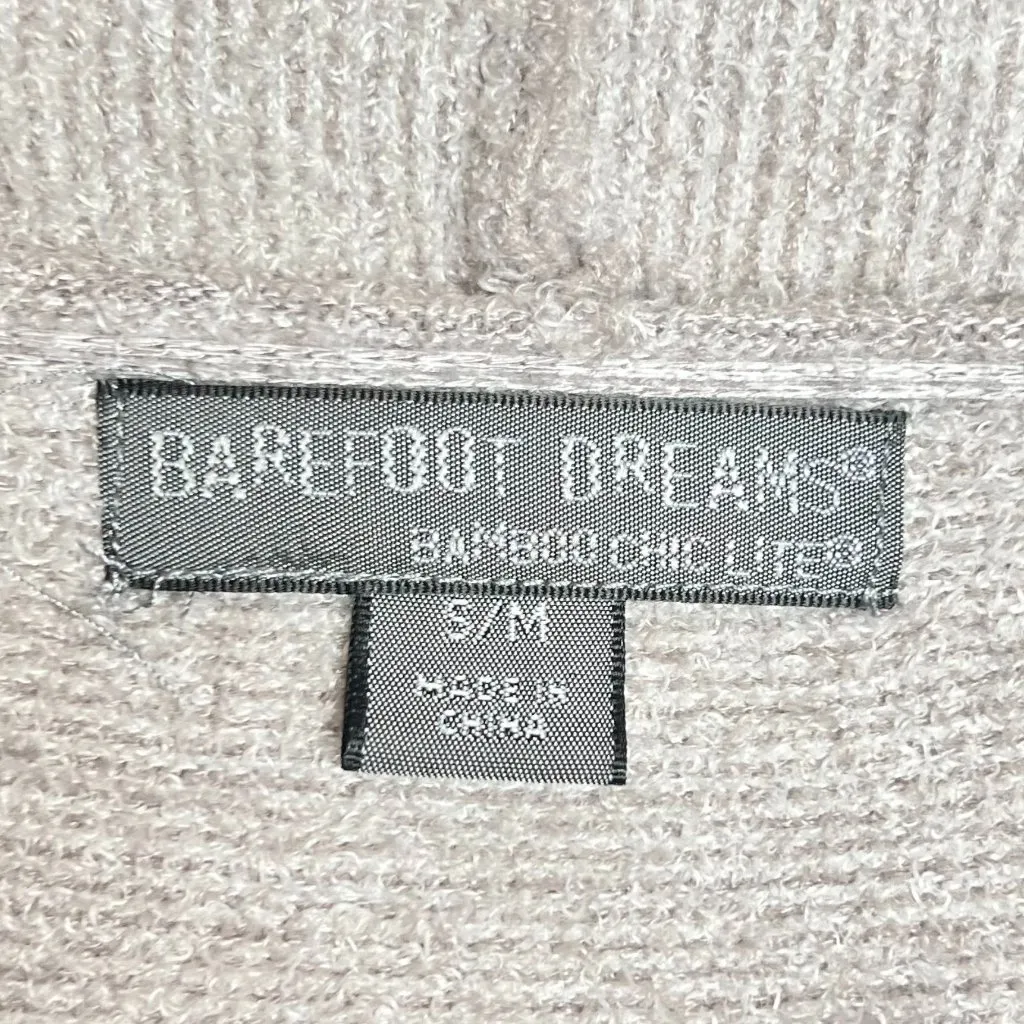 BAREFOOT DREAMS®
BAMBOO CHIC LITE®
S/M
MADE IN
CHINA